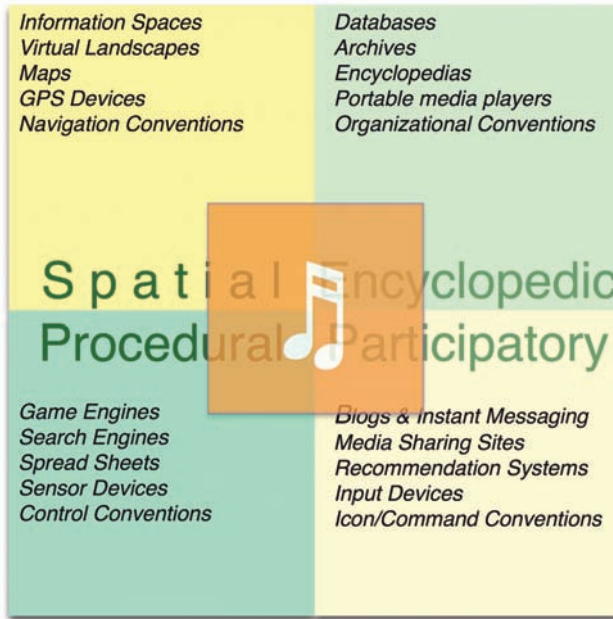 Information Spaces
Virtual Landscapes
Maps
GPS Devices
Navigation Conventions
Databases
Archives
Encyclopedias
Portable media players
Organizational Conventions
Spatial Encyclopedic
Procedural Participatory
Game Engines
Search Engines
Spread Sheets
Sensor Devices
Control Conventions
Blogs & Instant Messaging
Media Sharing Sites
Recommendation Systems
Input Devices
Icon/Command Conventions